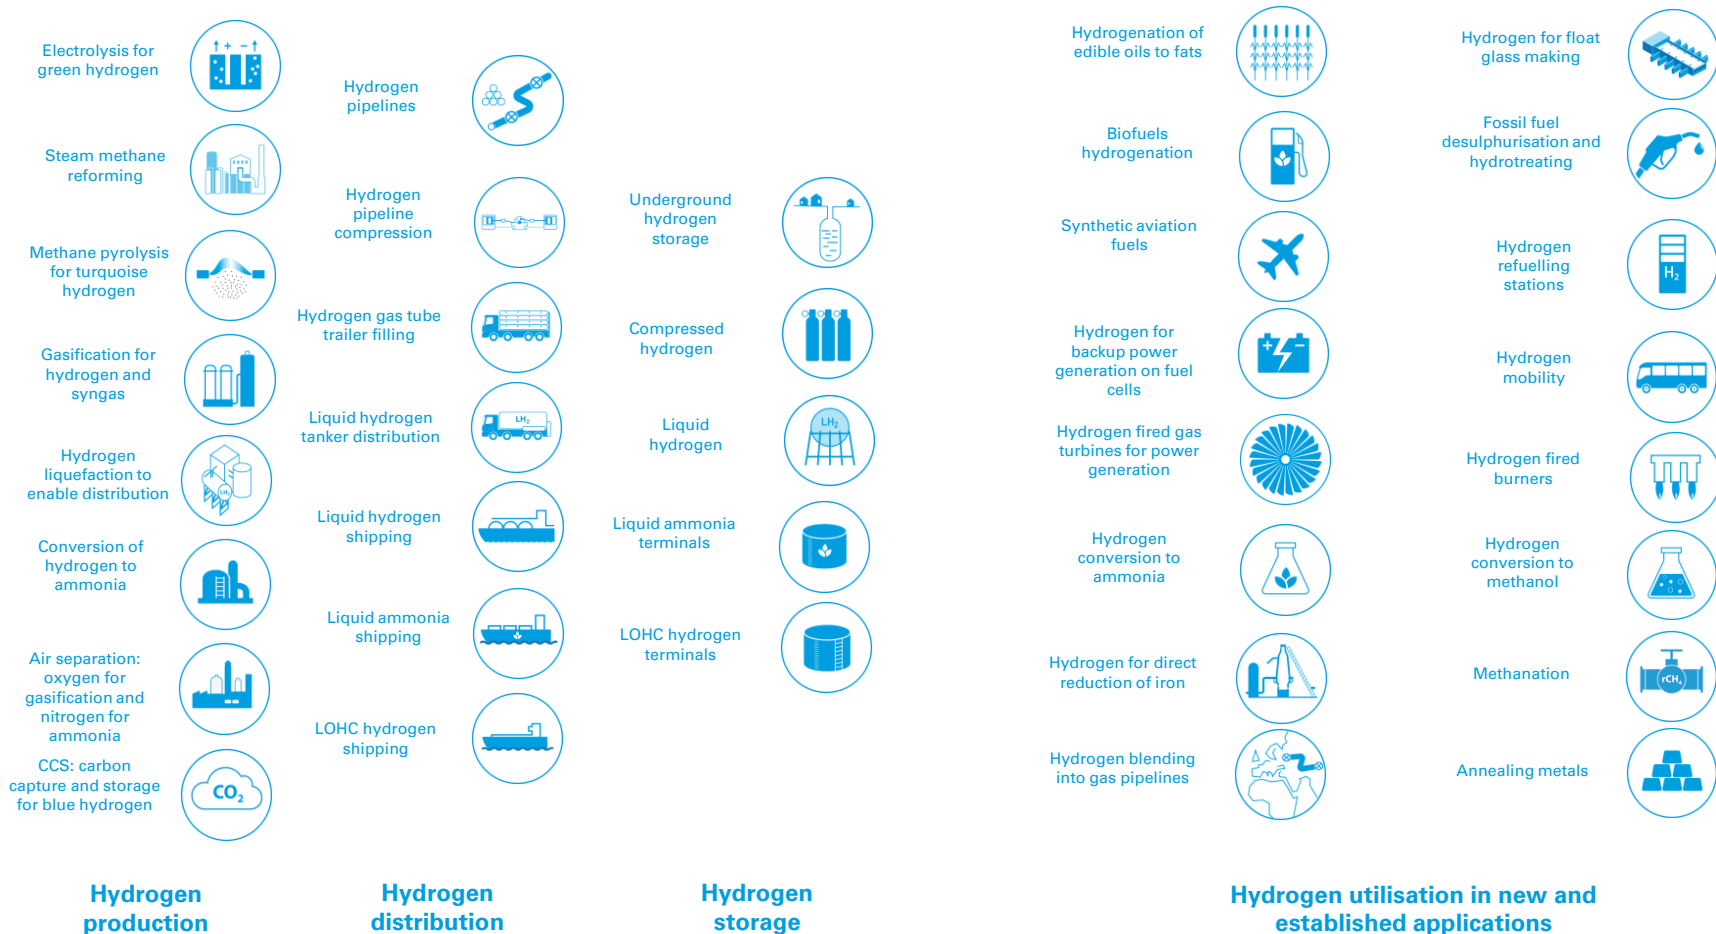 Electrolysis for
green hydrogen
Steam methane
reforming
Methane pyrolysis
for turquoise
hydrogen
Gasification for
hydrogen and
syngas
Hydrogen
liquefaction to
enable distribution
LH₂
Conversion of
hydrogen to
ammonia
Air separation:
oxygen for
gasification and
nitrogen for
ammonia
CCS: carbon
capture and storage
for blue hydrogen
CO₂
Hydrogen
production
Hydrogen
pipelines
Hydrogen
pipeline
compression
Hydrogen gas tube
trailer filling
Liquid hydrogen
tanker distribution
LH₂
Liquid hydrogen
shipping
Liquid ammonia
shipping
LOHC hydrogen
shipping
Hydrogen
distribution
Underground
hydrogen
storage
Compressed
hydrogen
Liquid
hydrogen
LH₂
Liquid ammonia
terminals
LOHC hydrogen
terminals
Hydrogen
storage
Hydrogenation of
edible oils to fats
Biofuels
hydrogenation
Synthetic aviation
fuels
Hydrogen for
backup power
generation on fuel
cells
Hydrogen fired gas
turbines for power
generation
Hydrogen
conversion to
ammonia
Hydrogen for direct
reduction of iron
Hydrogen blending
into gas pipelines
Hydrogen for float
glass making
Fossil fuel
desulphurisation and
hydrotreating
Hydrogen
refuelling
stations
H₂
Hydrogen
mobility
Hydrogen fired
burners
Hydrogen
conversion to
methanol
Methanation
rCH₄
Annealing metals
Hydrogen utilisation in new and
established applications